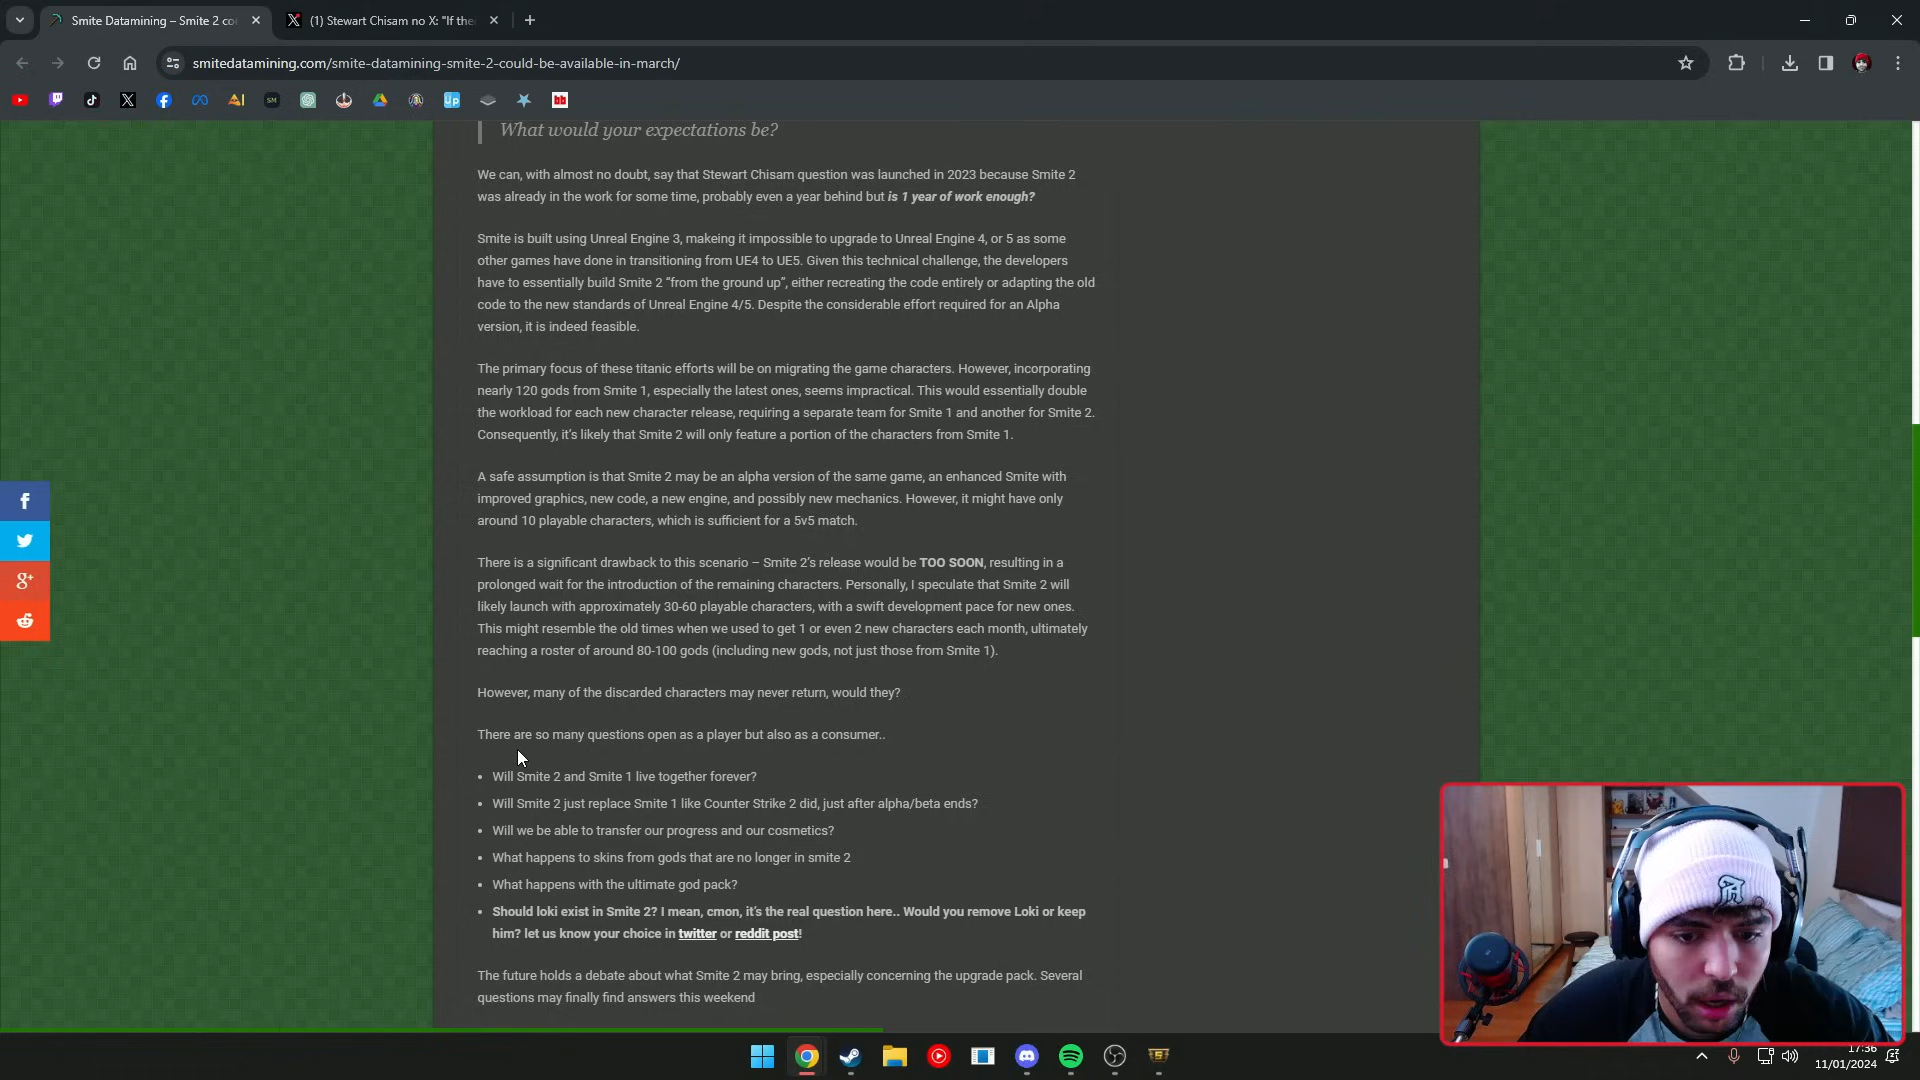 Smite Datamining – Smite 2 co
(1) Stewart Chisam no X: "If the
smitedatamining.com/smite-datamining-smite-2-could-be-available-in-march/
What would your expectations be?
We can, with almost no doubt, say that Stewart Chisam question was launched in 2023 because Smite 2
was already in the work for some time, probably even a year behind but is 1 year of work enough?
Smite is built using Unreal Engine 3, makeing it impossible to upgrade to Unreal Engine 4, or 5 as some
other games have done in transitioning from UE4 to UE5. Given this technical challenge, the developers
have to essentially build Smite 2 “from the ground up”, either recreating the code entirely or adapting the old
code to the new standards of Unreal Engine 4/5. Despite the considerable effort required for an Alpha
version, it is indeed feasible.
The primary focus of these titanic efforts will be on migrating the game characters. However, incorporating
nearly 120 gods from Smite 1, especially the latest ones, seems impractical. This would essentially double
the workload for each new character release, requiring a separate team for Smite 1 and another for Smite 2.
Consequently, it’s likely that Smite 2 will only feature a portion of the characters from Smite 1.
A safe assumption is that Smite 2 may be an alpha version of the same game, an enhanced Smite with
improved graphics, new code, a new engine, and possibly new mechanics. However, it might have only
around 10 playable characters, which is sufficient for a 5v5 match.
There is a significant drawback to this scenario – Smite 2’s release would be TOO SOON, resulting in a
prolonged wait for the introduction of the remaining characters. Personally, I speculate that Smite 2 will
likely launch with approximately 30-60 playable characters, with a swift development pace for new ones.
This might resemble the old times when we used to get 1 or even 2 new characters each month, ultimately
reaching a roster of around 80-100 gods (including new gods, not just those from Smite 1).
However, many of the discarded characters may never return, would they?
There are so many questions open as a player but also as a consumer..
• Will Smite 2 and Smite 1 live together forever?
• Will Smite 2 just replace Smite 1 like Counter Strike 2 did, just after alpha/beta ends?
• Will we be able to transfer our progress and our cosmetics?
• What happens to skins from gods that are no longer in smite 2
• What happens with the ultimate god pack?
• Should loki exist in Smite 2? I mean, cmon, it’s the real question here.. Would you remove Loki or keep
him? let us know your choice in twitter or reddit post!
The future holds a debate about what Smite 2 may bring, especially concerning the upgrade pack. Several
questions may finally find answers this weekend
17:36
11/01/2024